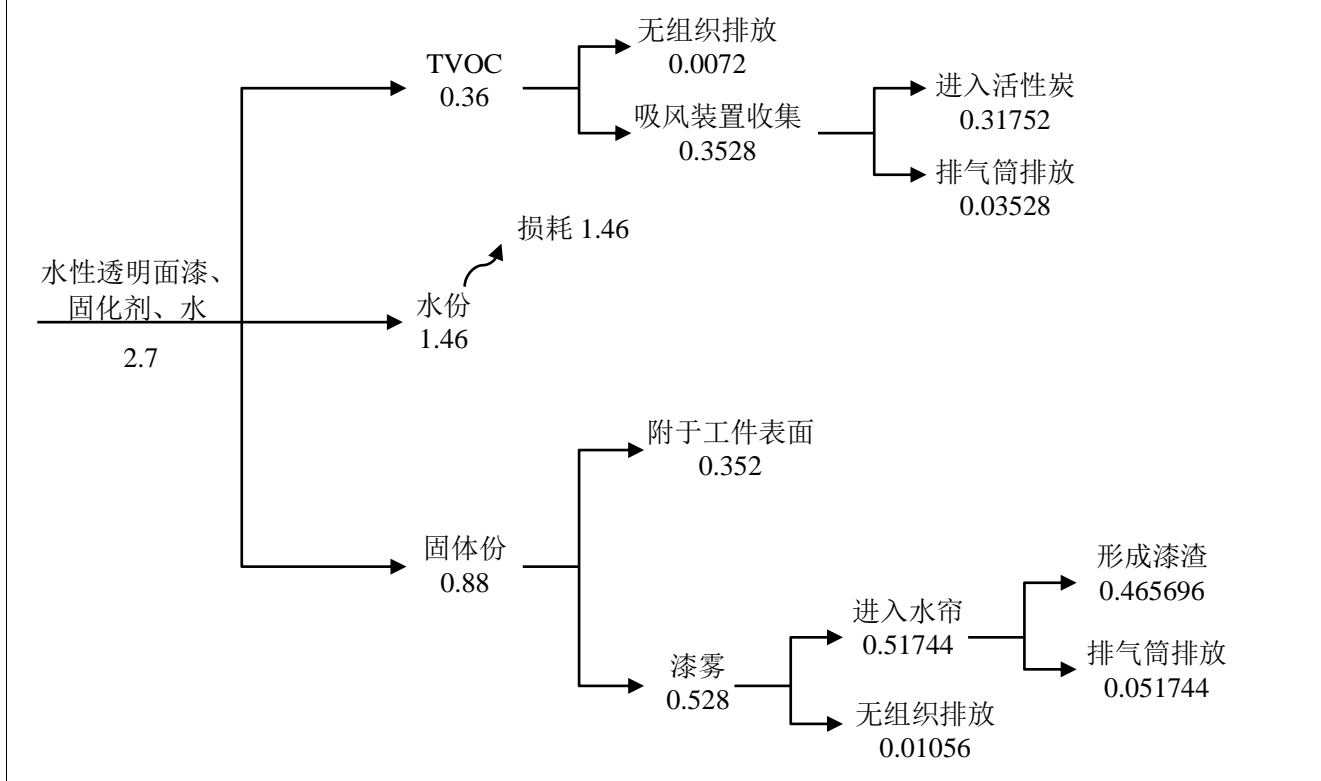 无组织排放
0.0072
TVOC
0.36
吸风装置收集
0.3528
进入活性炭
0.31752
排气筒排放
0.03528
损耗 1.46
水性透明面漆、
固化剂、水
2.7
水份
1.46
附于工件表面
0.352
固体份
0.88
漆雾
0.528
进入水帘
0.51744
无组织排放
0.01056
形成漆渣
0.465696
排气筒排放
0.051744